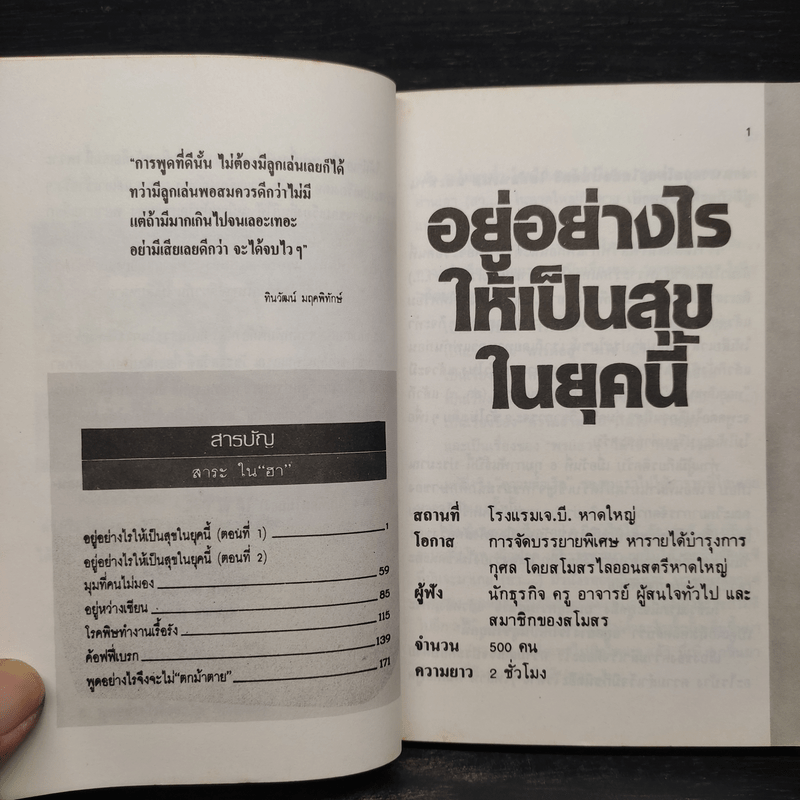 "การพูดที่ดีนั้น ไม่ต้องมีลูกเล่นเลยก็ได้
ทว่ามีลูกเล่นพอสมควรดีกว่าไม่มี
แต่ถ้ามีมากเกินไปจนเลอะเทอะ
อย่ามีเสียเลยดีกว่า จะได้จบไว ๆ"
ทินวัฒน์ มฤคพิทักษ์
สารบัญ
สาระ ใน"ฮา"
อยู่อย่างไรให้เป็นสุขในยุคนี้ (ตอนที่ 1) 1
อยู่อย่างไรให้เป็นสุขในยุคนี้ (ตอนที่ 2)
มุมที่คนไม่มอง 59
อยู่หว่างเขียน 85
โรคพิษทำงานเรื้อรัง 115
ค้อฟฟี่เบรก 139
พูดอย่างไรจึงจะไม่"ตกม้าตาย" 171
1
อยู่อย่างไร
ให้เป็นสุข
ในยุคนี้
สถานที่ โรงแรมเจ.บี. หาดใหญ่
โอกาส การจัดบรรยายพิเศษ หารายได้บำรุงการ
กุศล โดยสโมสรไลออนสตรีหาดใหญ่
ผู้ฟัง นักธุรกิจ ครู อาจารย์ ผู้สนใจทั่วไป และ
สมาชิกของสโมสร
จำนวน 500 คน
ความยาว 2 ชั่วโมง